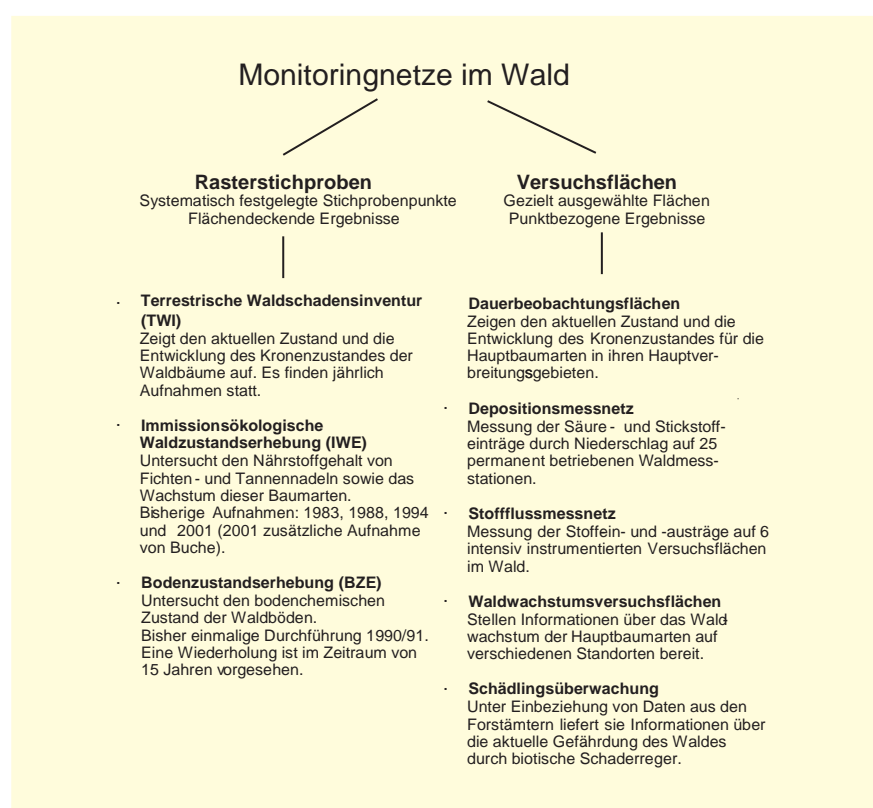 Monitoringnetze im Wald
Rasterstichproben
Systematisch festgelegte Stichprobenpunkte
Flächendeckende Ergebnisse
· Terrestrische Waldschadensinventur
(TWI)
Zeigt den aktuellen Zustand und die
Entwicklung des Kronenzustandes der
Waldbäume auf. Es finden jährlich
Aufnahmen statt.
· Immissionsökologische
Waldzustandserhebung (IWE)
Untersucht den Nährstoffgehalt von
Fichten - und Tannennadeln sowie das
Wachstum dieser Baumarten.
Bisherige Aufnahmen: 1983, 1988, 1994
und 2001 (2001 zusätzliche Aufnahme
von Buche).
· Bodenzustandserhebung (BZE)
Untersucht den bodenchemischen
Zustand der Waldböden.
Bisher einmalige Durchführung 1990/91.
Eine Wiederholung ist im Zeitraum von
15 Jahren vorgesehen.
Versuchsflächen
Gezielt ausgewählte Flächen
Punktbezogene Ergebnisse
Dauerbeobachtungsflächen
Zeigen den aktuellen Zustand und die
Entwicklung des Kronenzustandes für die
Hauptbaumarten in ihren Hauptver-
breitungsgebieten.
· Depositionsmessnetz
Messung der Säure - und Stickstoff-
einträge durch Niederschlag auf 25
permanent betriebenen Waldmess-
stationen.
· Stoffflussmessnetz
Messung der Stoffein- und -austräge auf 6
intensiv instrumentierten Versuchsflächen
im Wald.
· Waldwachstumsversuchsflächen
Stellen Informationen über das Wald-
wachstum der Hauptbaumarten auf
verschiedenen Standorten bereit.
· Schädlingsüberwachung
Unter Einbeziehung von Daten aus den
Forstämtern liefert sie Informationen über
die aktuelle Gefährdung des Waldes
durch biotische Schaderreger.